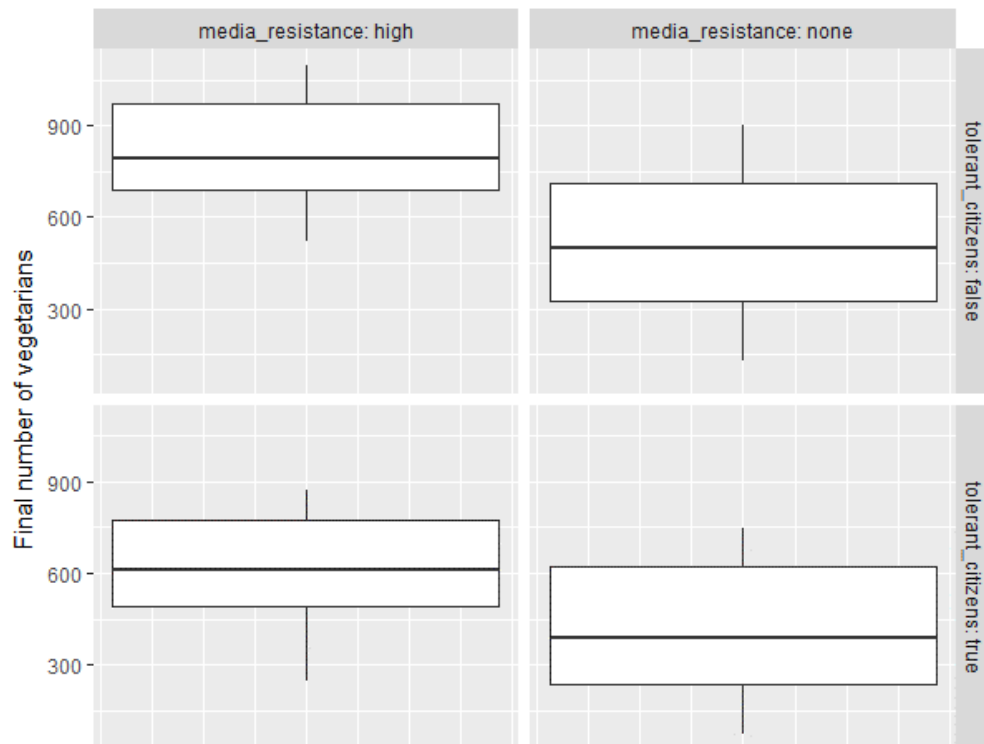 media_resistance: high
media_resistance: none
Final number of vegetarians
900
600
300
tolerant_citizens: false
900
600
300
tolerant_citizens: true